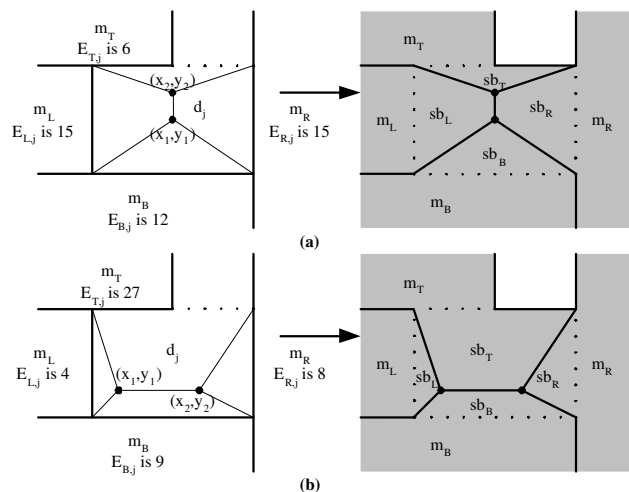 m_T
E_T,j is 6
(x_2,y_2)
d_j
m_L
E_L,j is 15
(x_1,y_1)
m_R
E_R,j is 15
m_B
E_B,j is 12
m_T
sb_T
m_L
sb_L
sb_R
m_R
sb_B
m_B
(a)
m_T
E_T,j is 27
d_j
m_L
E_L,j is 4
(x_1,y_1)
(x_2,y_2)
m_R
E_R,j is 8
m_B
E_B,j is 9
m_T
sb_T
m_L
sb_L
sb_R
m_R
sb_B
m_B
(b)